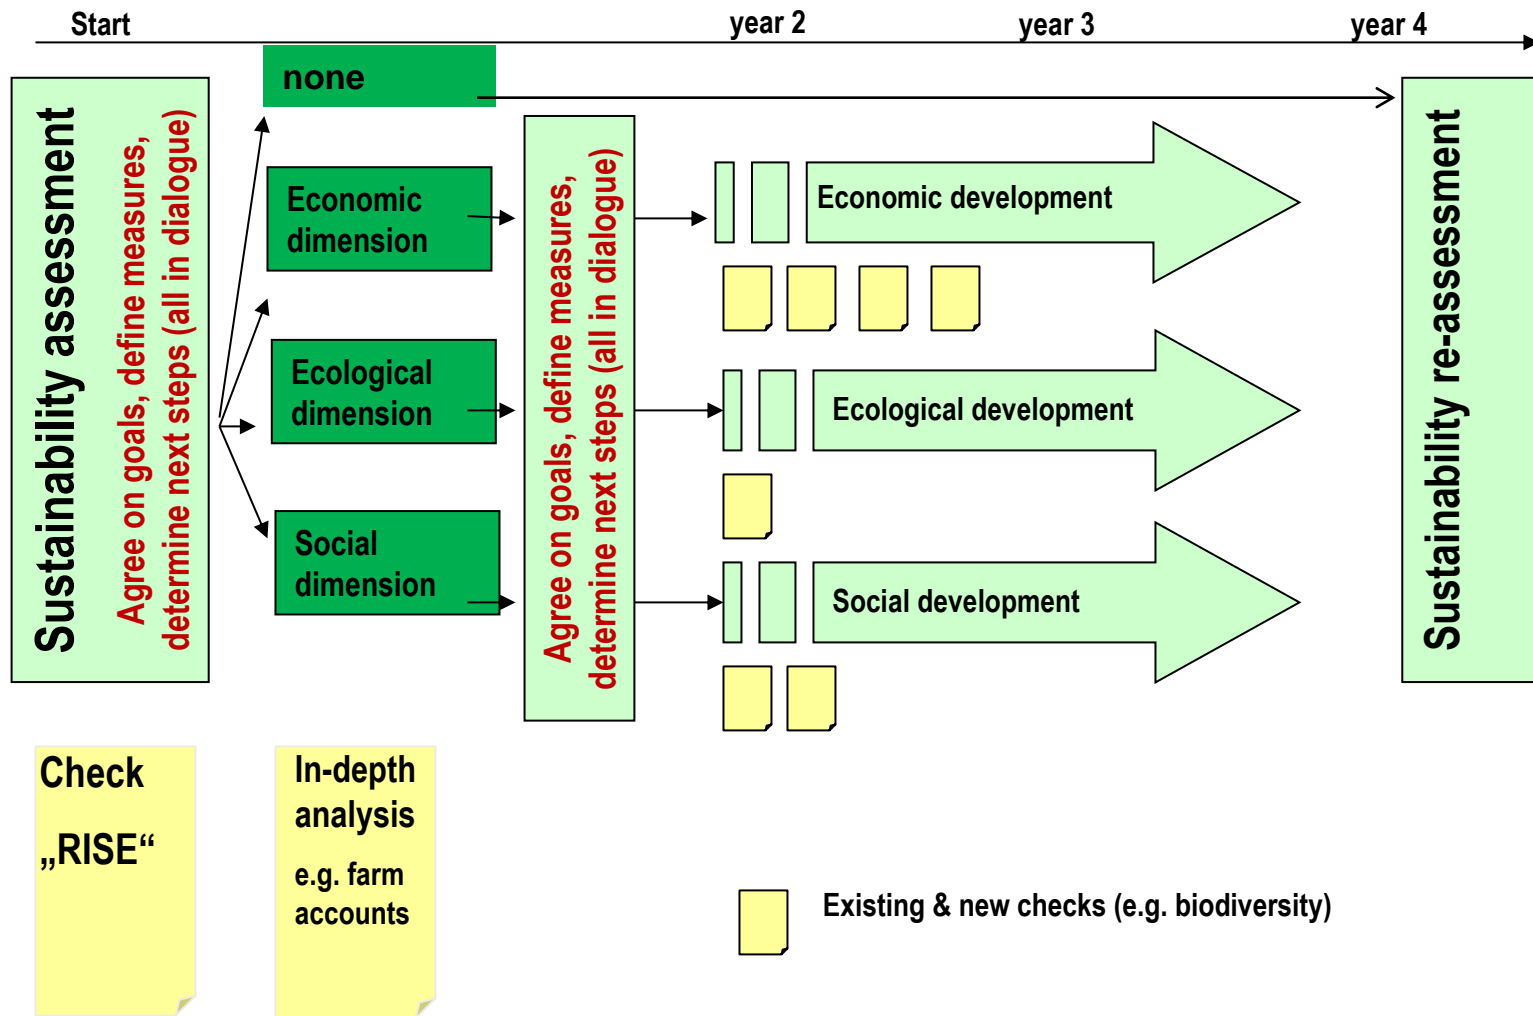 Start
year 2
year 3
year 4
none
Sustainability assessment
Agree on goals, define measures,
determine next steps (all in dialogue)
Economic
dimension
Ecological
dimension
Social
dimension
Agree on goals, define measures,
determine next steps (all in dialogue)
Economic development
Ecological development
Social development
Sustainability re-assessment
Check
„RISE“
In-depth
analysis
e.g. farm
accounts
Existing & new checks (e.g. biodiversity)